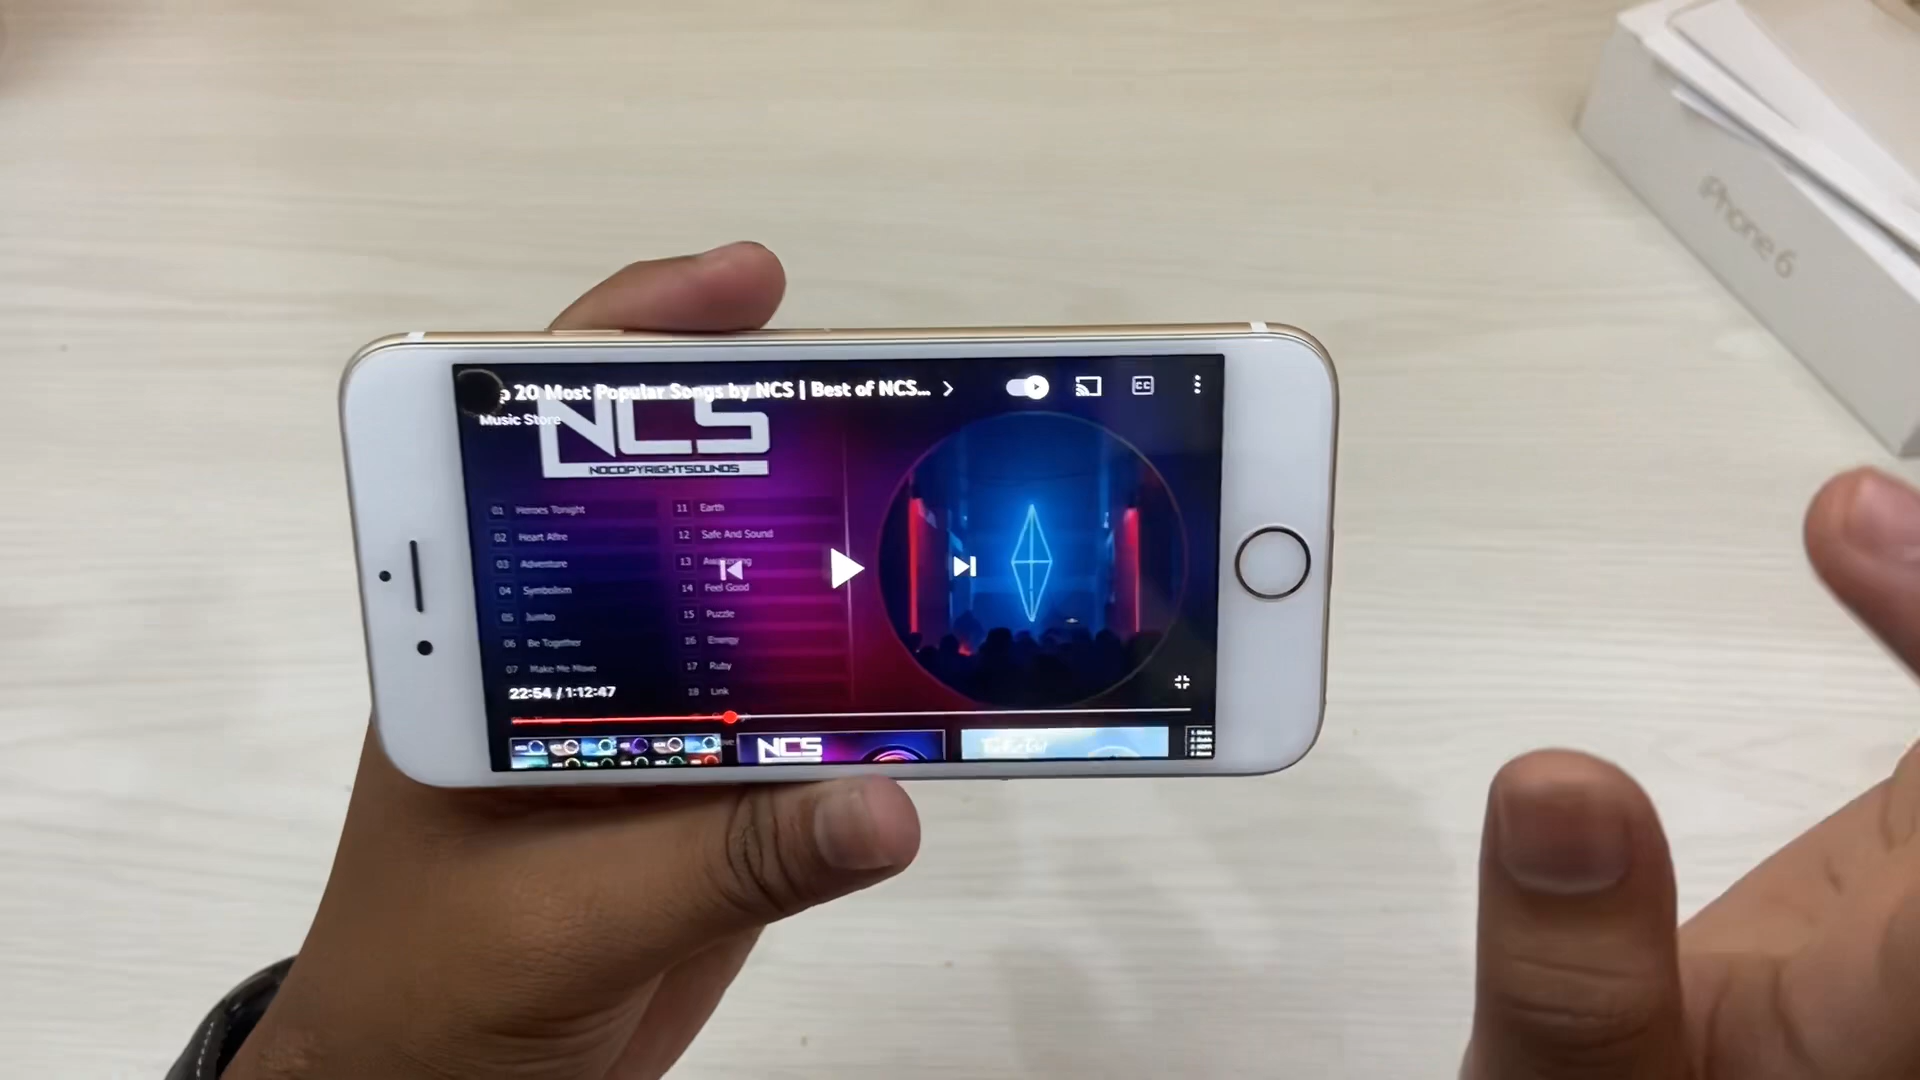 p 20 Most Popular Songs by NCS | Best of NCS...
CC
Music Store
NCS
NOCOPYRIGHTSOUNDS
01 Heroes Tonight
02 Heart Afire
03 Adventure
04 Symbolism
05 Jumbo
06 Be Together
07 Make Me Move
11 Earth
12 Safe And Sound
13 Awakening
14 Feel Good
15 Puzzle
16 Energy
17 Ruby
18 Link
22:54 / 1:12:47
NCS
iPhone 6